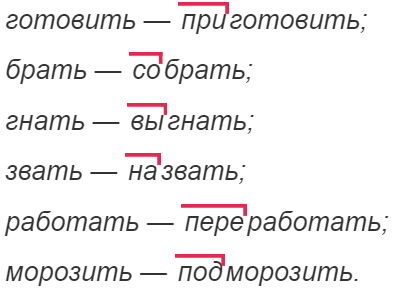 готовить — приготовить;
брать — собрать;
гнать — выгнать;
звать — назвать;
работать — переработать;
морозить — подморозить.